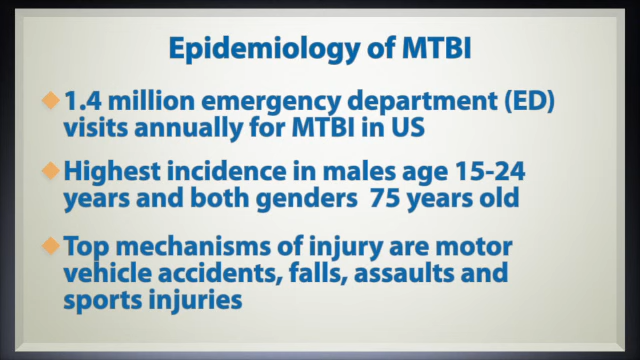 Epidemiology of MTBI
1.4 million emergency department (ED)
visits annually for MTBI in US
Highest incidence in males age 15-24
years and both genders  75 years old
Top mechanisms of injury are motor
vehicle accidents, falls, assaults and
sports injuries